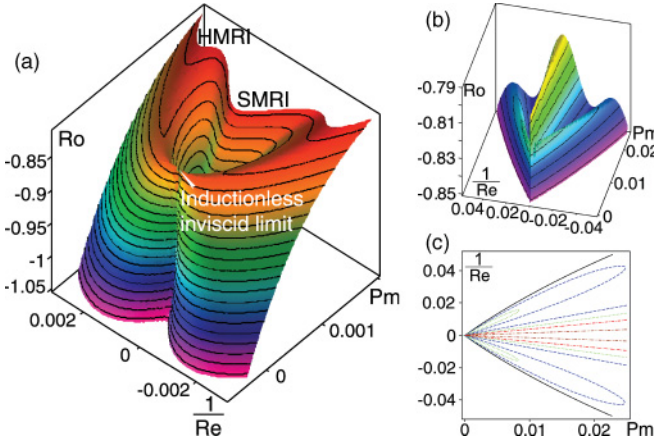 (a)
HMRI
SMRI
Ro
-0.85
-0.9
-0.95
-1
-1.05
Inductionless
inviscid limit
0.002
0
-0.002
1
Re
0
0.001
Pm
(b)
-0.79
Ro
-0.81
-0.83
-0.85
1
Re
0.04 0.02 0 -0.02 -0.04
Pm
0.02
0.01
0
(c)
1
Re
0.04
0.02
0
-0.02
-0.04
0 0.01 0.02 Pm